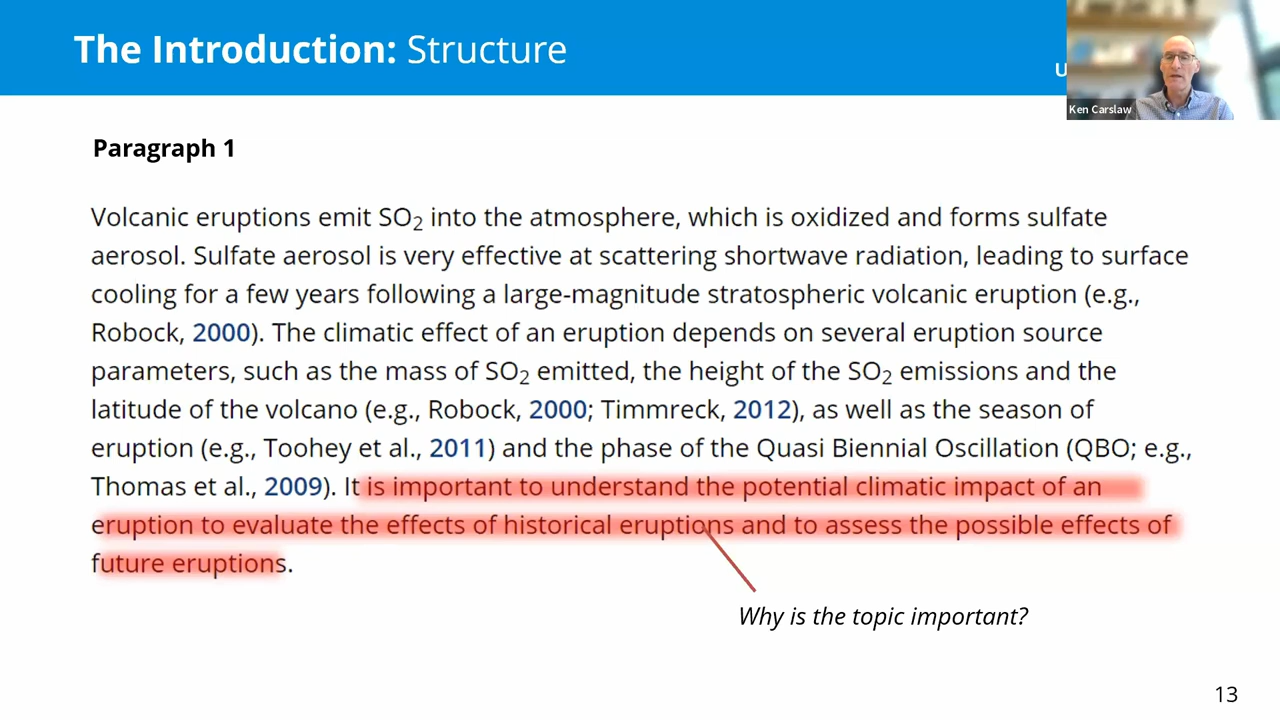 The Introduction: Structure
U
Ken Carslaw
Paragraph 1
Volcanic eruptions emit SO₂ into the atmosphere, which is oxidized and forms sulfate
aerosol. Sulfate aerosol is very effective at scattering shortwave radiation, leading to surface
cooling for a few years following a large-magnitude stratospheric volcanic eruption (e.g.,
Robock, 2000). The climatic effect of an eruption depends on several eruption source
parameters, such as the mass of SO₂ emitted, the height of the SO₂ emissions and the
latitude of the volcano (e.g., Robock, 2000; Timmreck, 2012), as well as the season of
eruption (e.g., Toohey et al., 2011) and the phase of the Quasi Biennial Oscillation (QBO; e.g.,
Thomas et al., 2009). It is important to understand the potential climatic impact of an
eruption to evaluate the effects of historical eruptions and to assess the possible effects of
future eruptions.
Why is the topic important?
13